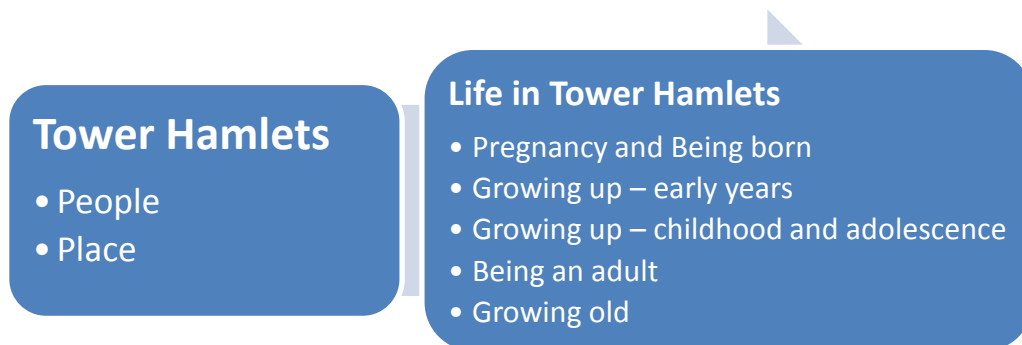 Tower Hamlets
• People
• Place
Life in Tower Hamlets
• Pregnancy and Being born
• Growing up – early years
• Growing up – childhood and adolescence
• Being an adult
• Growing old